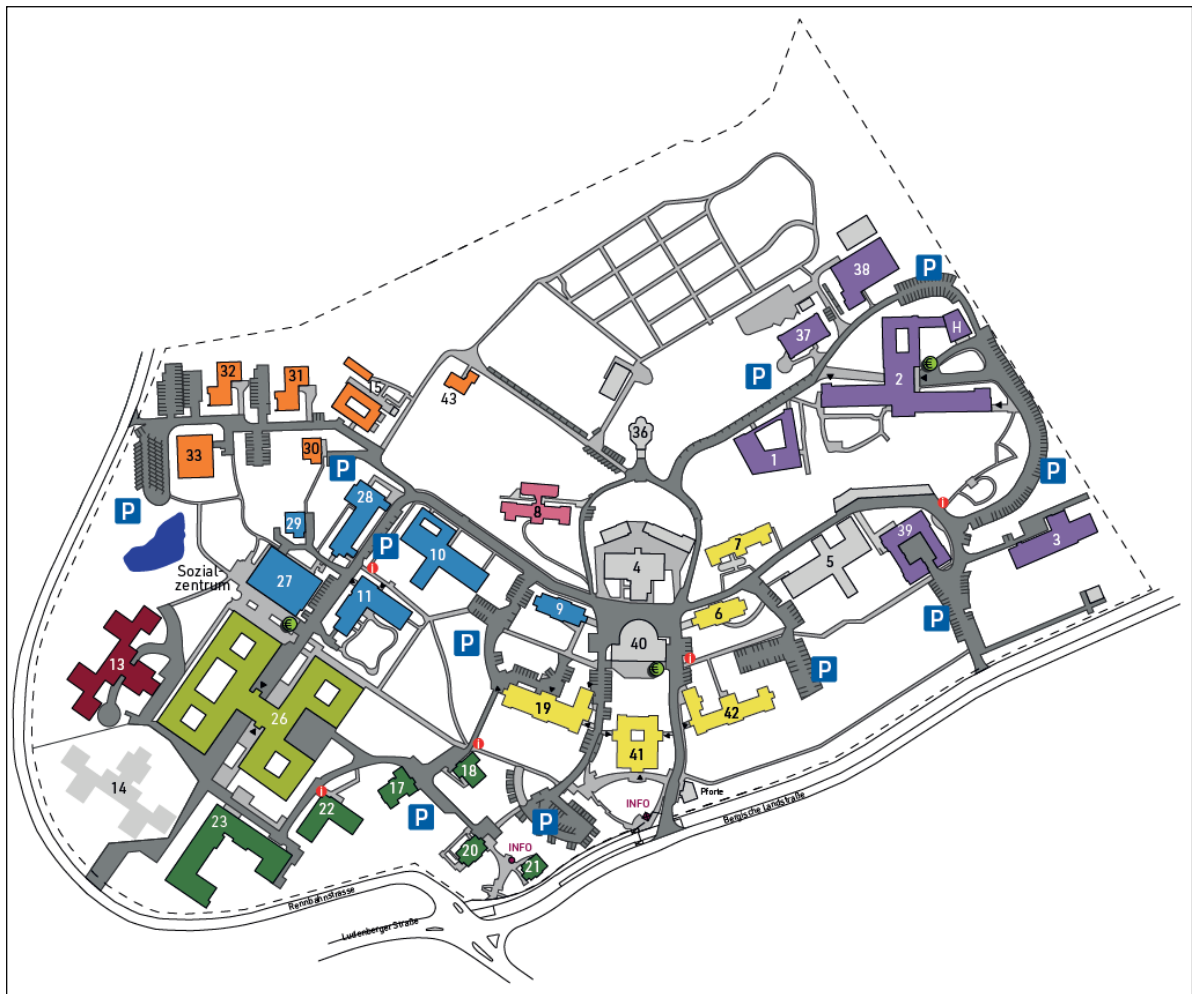 P
38
37
H
P
2
32
31
15
43
36
1
33
30
P
P
P
28
29
8
10
7
39
3
P
5
Sozial-
zentrum
27
4
11
9
6
P
P
40
P
13
19
42
26
41
18
14
17
Pforte
INFO
22
P
P
Bergische Landstraße
23
20
INFO
21
Rennbahnstrasse
Ludenberger Straße